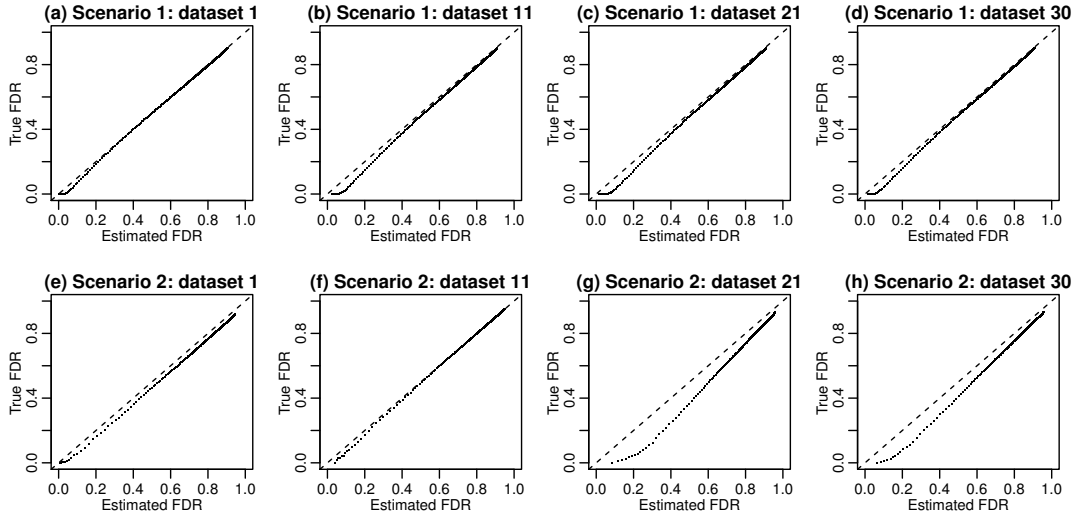 (a) Scenario 1: dataset 1
(b) Scenario 1: dataset 11
(c) Scenario 1: dataset 21
(d) Scenario 1: dataset 30
True FDR
0.0 0.4 0.8
0.0 0.2 0.4 0.6 0.8 1.0
Estimated FDR
True FDR
0.0 0.4 0.8
0.0 0.2 0.4 0.6 0.8 1.0
Estimated FDR
True FDR
0.0 0.4 0.8
0.0 0.2 0.4 0.6 0.8 1.0
Estimated FDR
True FDR
0.0 0.4 0.8
0.0 0.2 0.4 0.6 0.8 1.0
Estimated FDR
(e) Scenario 2: dataset 1
(f) Scenario 2: dataset 11
(g) Scenario 2: dataset 21
(h) Scenario 2: dataset 30
True FDR
0.0 0.4 0.8
0.0 0.2 0.4 0.6 0.8 1.0
Estimated FDR
True FDR
0.0 0.4 0.8
0.0 0.2 0.4 0.6 0.8 1.0
Estimated FDR
True FDR
0.0 0.4 0.8
0.0 0.2 0.4 0.6 0.8 1.0
Estimated FDR
True FDR
0.0 0.4 0.8
0.0 0.2 0.4 0.6 0.8 1.0
Estimated FDR